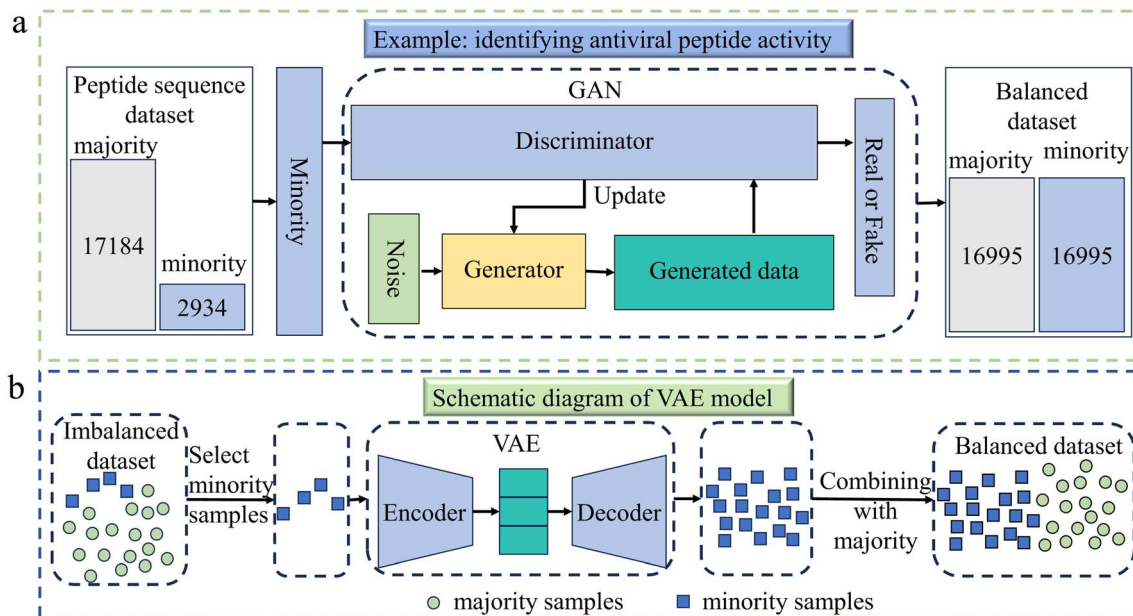 a
Example: identifying antiviral peptide activity
Peptide sequence
dataset
majority
17184
minority
2934
Minority
GAN
Discriminator
Update
Noise
Generator
Generated data
Real or Fake
Balanced
dataset
majority
minority
16995
16995
b
Schematic diagram of VAE model
Imbalanced
dataset
Select
minority
samples
VAE
Encoder
Decoder
Combining
with
majority
Balanced dataset
majority samples
minority samples